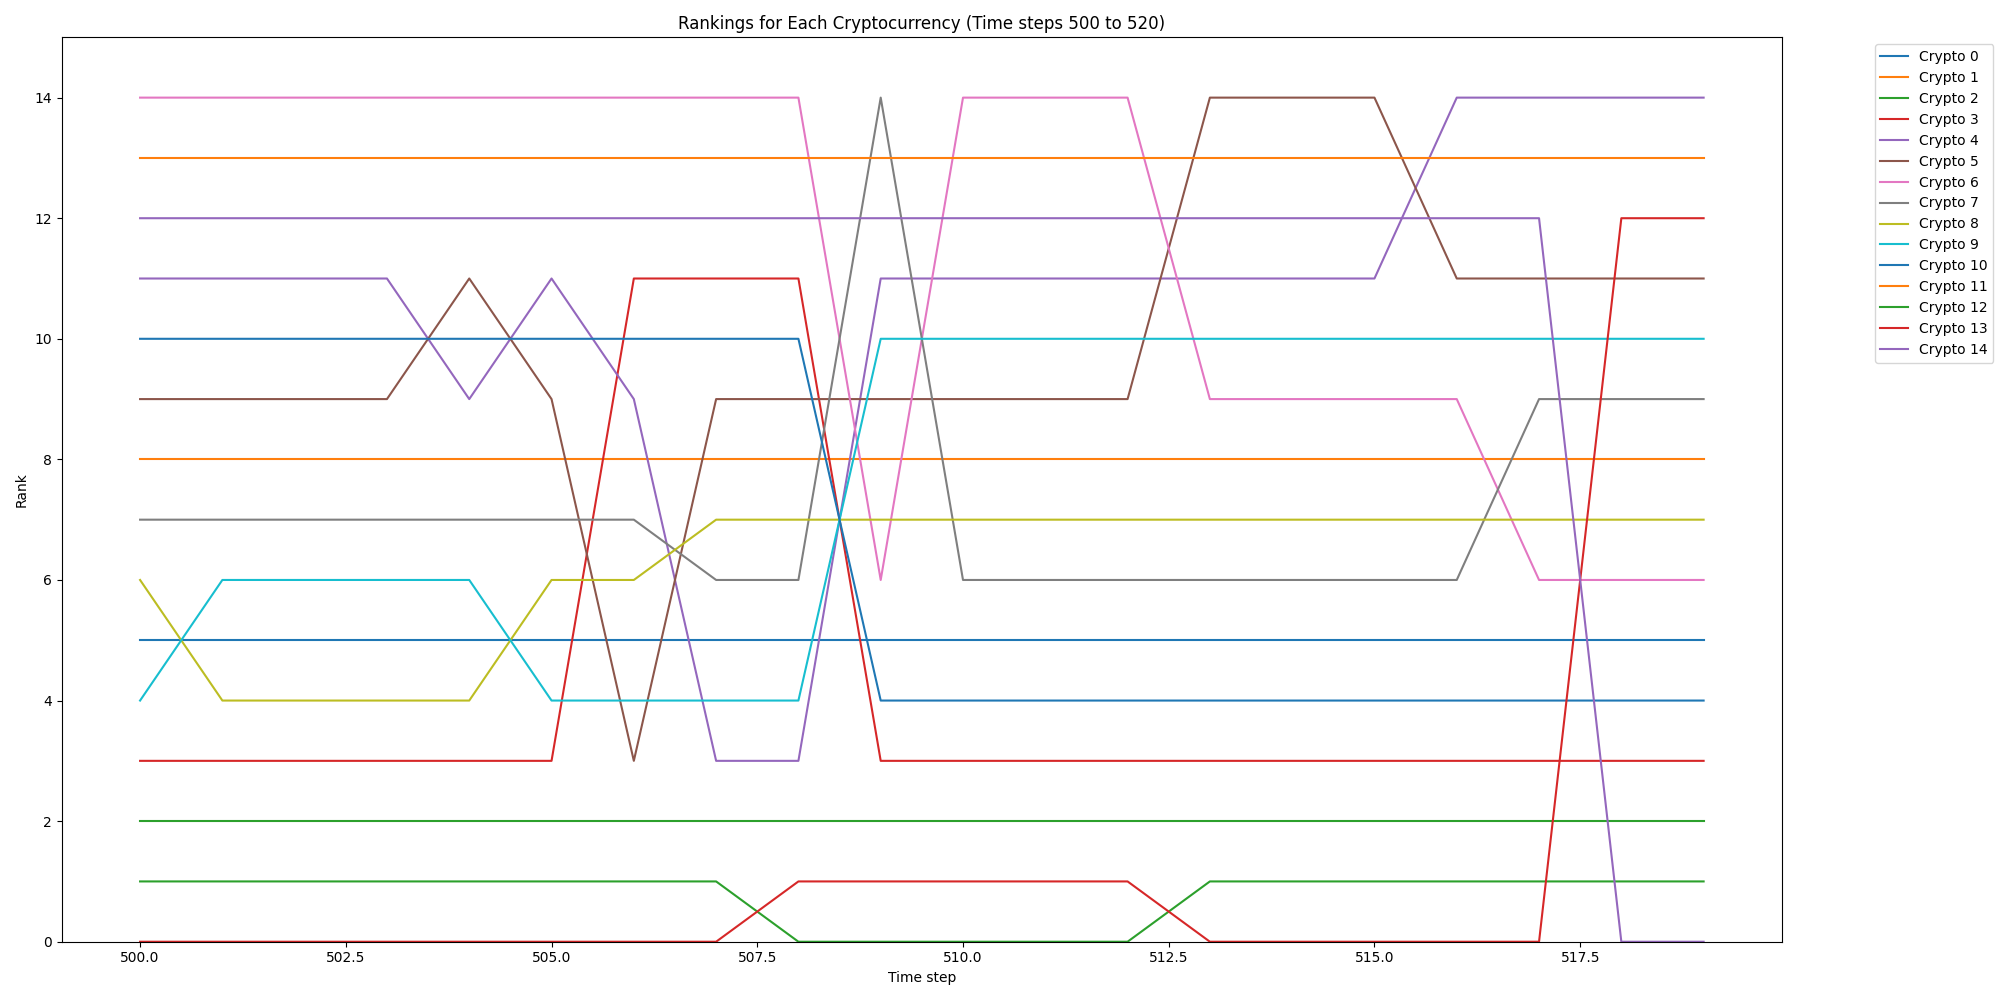 Rankings for Each Cryptocurrency (Time steps 500 to 520)
Rank
14
12
10
8
6
4
2
0
500.0 502.5 505.0 507.5 510.0 512.5 515.0 517.5
Time step
Crypto 0
Crypto 1
Crypto 2
Crypto 3
Crypto 4
Crypto 5
Crypto 6
Crypto 7
Crypto 8
Crypto 9
Crypto 10
Crypto 11
Crypto 12
Crypto 13
Crypto 14